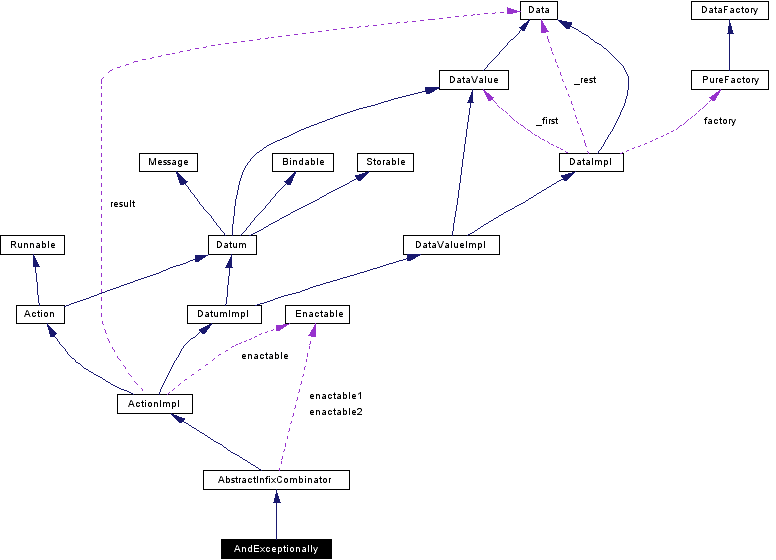 Data
DataFactory
DataValue
_rest
PureFactory
_first
factory
Message
Bindable
Storable
DataImpl
result
Runnable
Datum
DataValueImpl
Action
DatumImpl
Enactable
enactable
enactable1
enactable2
ActionImpl
AbstractInfixCombinator
AndExceptionally